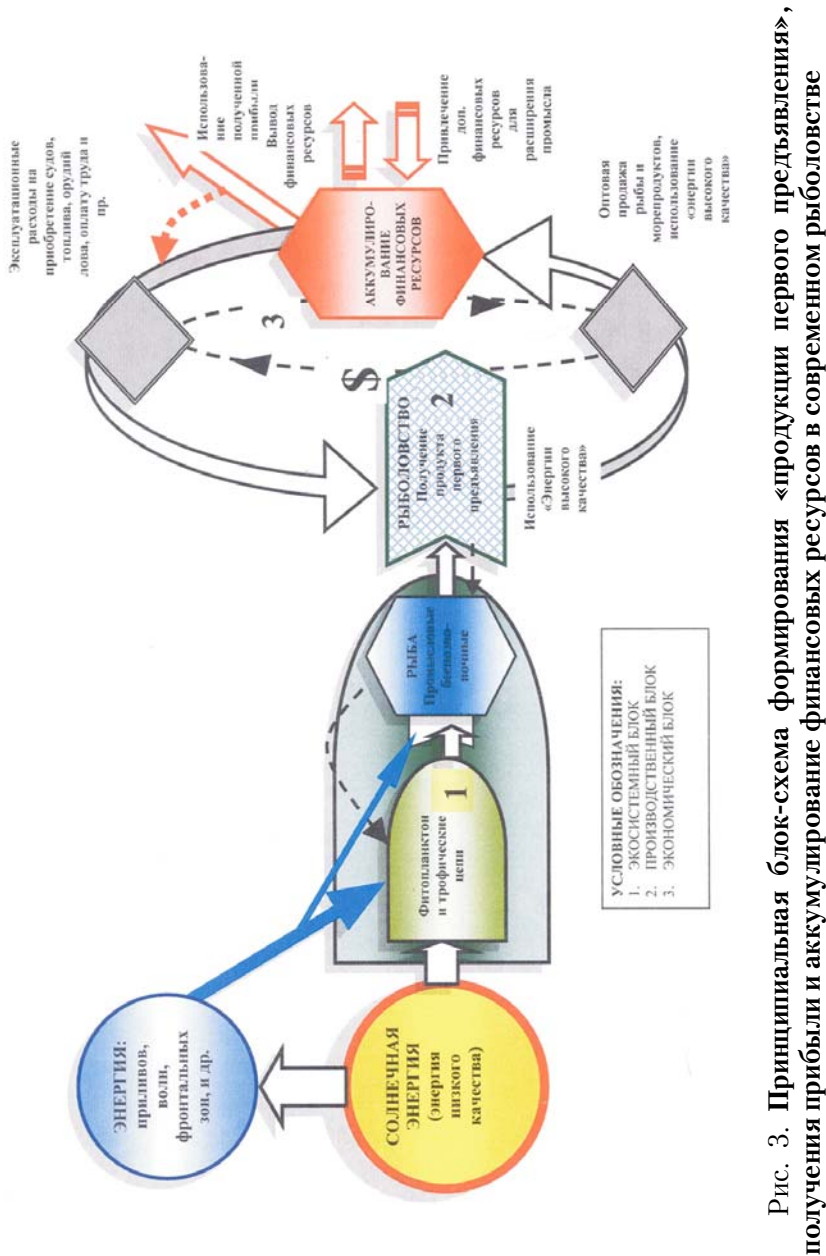 ЭНЕРГИЯ:
приливов,
волн,
фронтальных
зон, и др.
СОЛНЕЧНАЯ
ЭНЕРГИЯ
(энергия
низкого
качества)
Фитопланктон
и трофические
цепи
1
РЫБА
Промысловые
беспозво-
ночные
РЫБОЛОВСТВО
Получение
продукта
первого
предъявления
2
$
3
Использование
«Энергии
высокого
качества»
Эксплуатационные
расходы на
приобретение судов,
топлива, орудий
лова, оплату труда и
пр.
Использова-
ние
полученной
прибыли
Вывод
финансовых
ресурсов
АККУМУЛИРО-
ВАНИЕ
ФИНАНСОВЫХ
РЕСУРСОВ
Привлечение
доп.
финансовых
ресурсов
для
расширения
промысла
Оптовая
продажа
рыбы и
морепродуктов,
использование
«энергии
высокого
качества»
УСЛОВНЫЕ ОБОЗНАЧЕНИЯ:
1. ЭКОСИСТЕМНЫЙ БЛОК
2. ПРОИЗВОДСТВЕННЫЙ БЛОК
3. ЭКОНОМИЧЕСКИЙ БЛОК
Рис. 3. Принципиальная блок-схема формирования «продукции первого предъявления»,
получения прибыли и аккумулирование финансовых ресурсов в современном рыболовстве